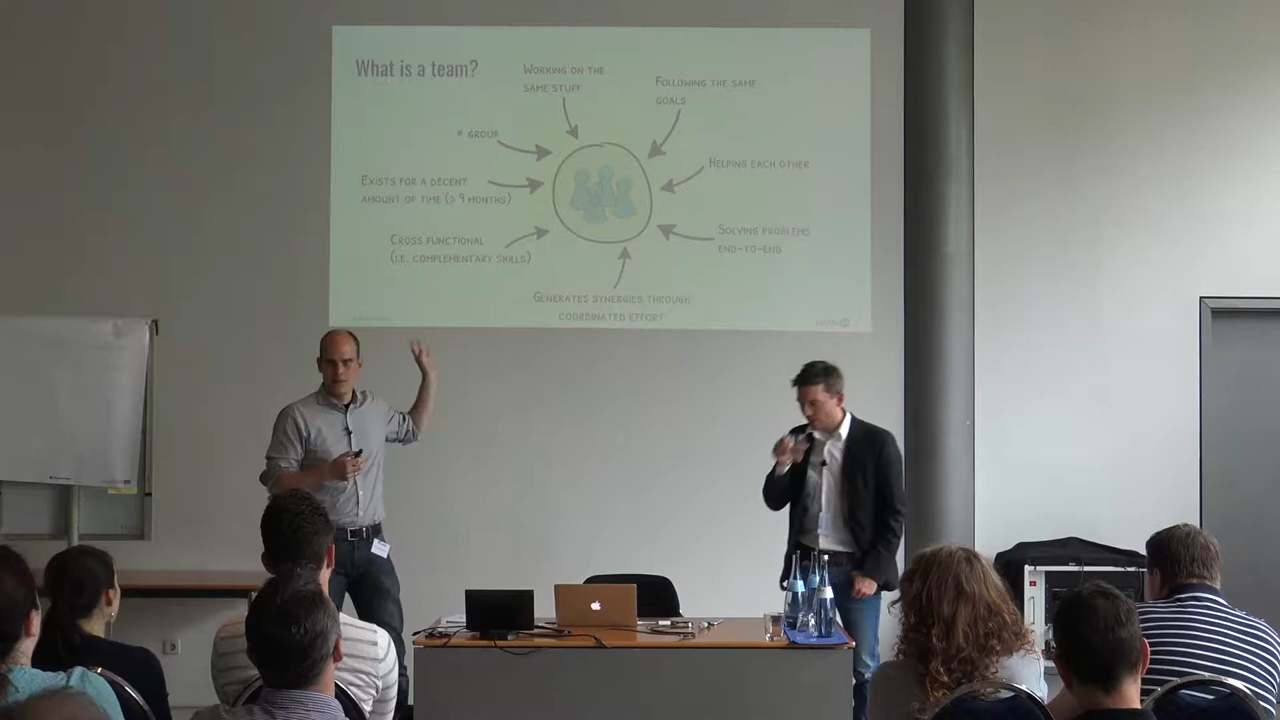 What is a team?
WORKING ON THE
SAME STUFF
FOLLOWING THE SAME
GOALS
≠ GROUP
HELPING EACH OTHER
EXISTS FOR A DECENT
AMOUNT OF TIME (> 9 MONTHS)
SOLVING PROBLEMS
END-TO-END
CROSS FUNCTIONAL
(I.E. COMPLEMENTARY SKILLS)
GENERATES SYNERGIES THROUGH
COORDINATED EFFORT